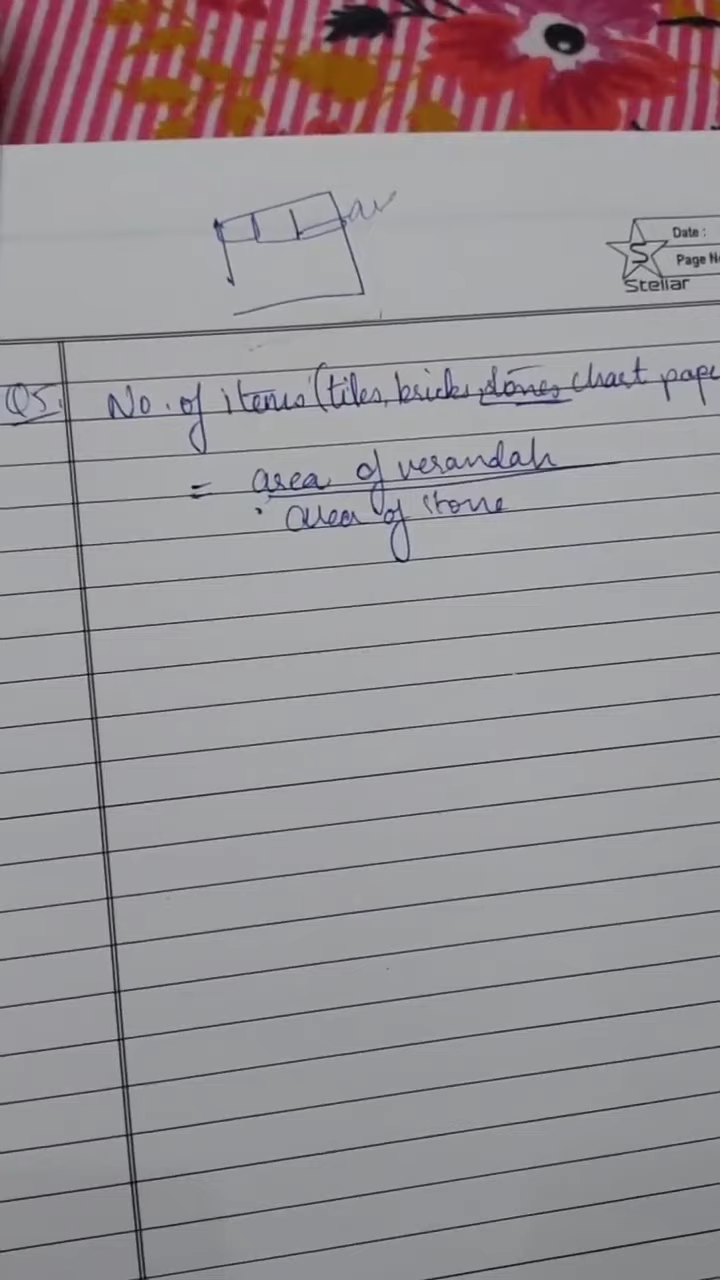 Date :
Page N
S
Stellar
Q5. No. of items (tiles, bricks, stones, chart pape
= area of verandah
area of stone